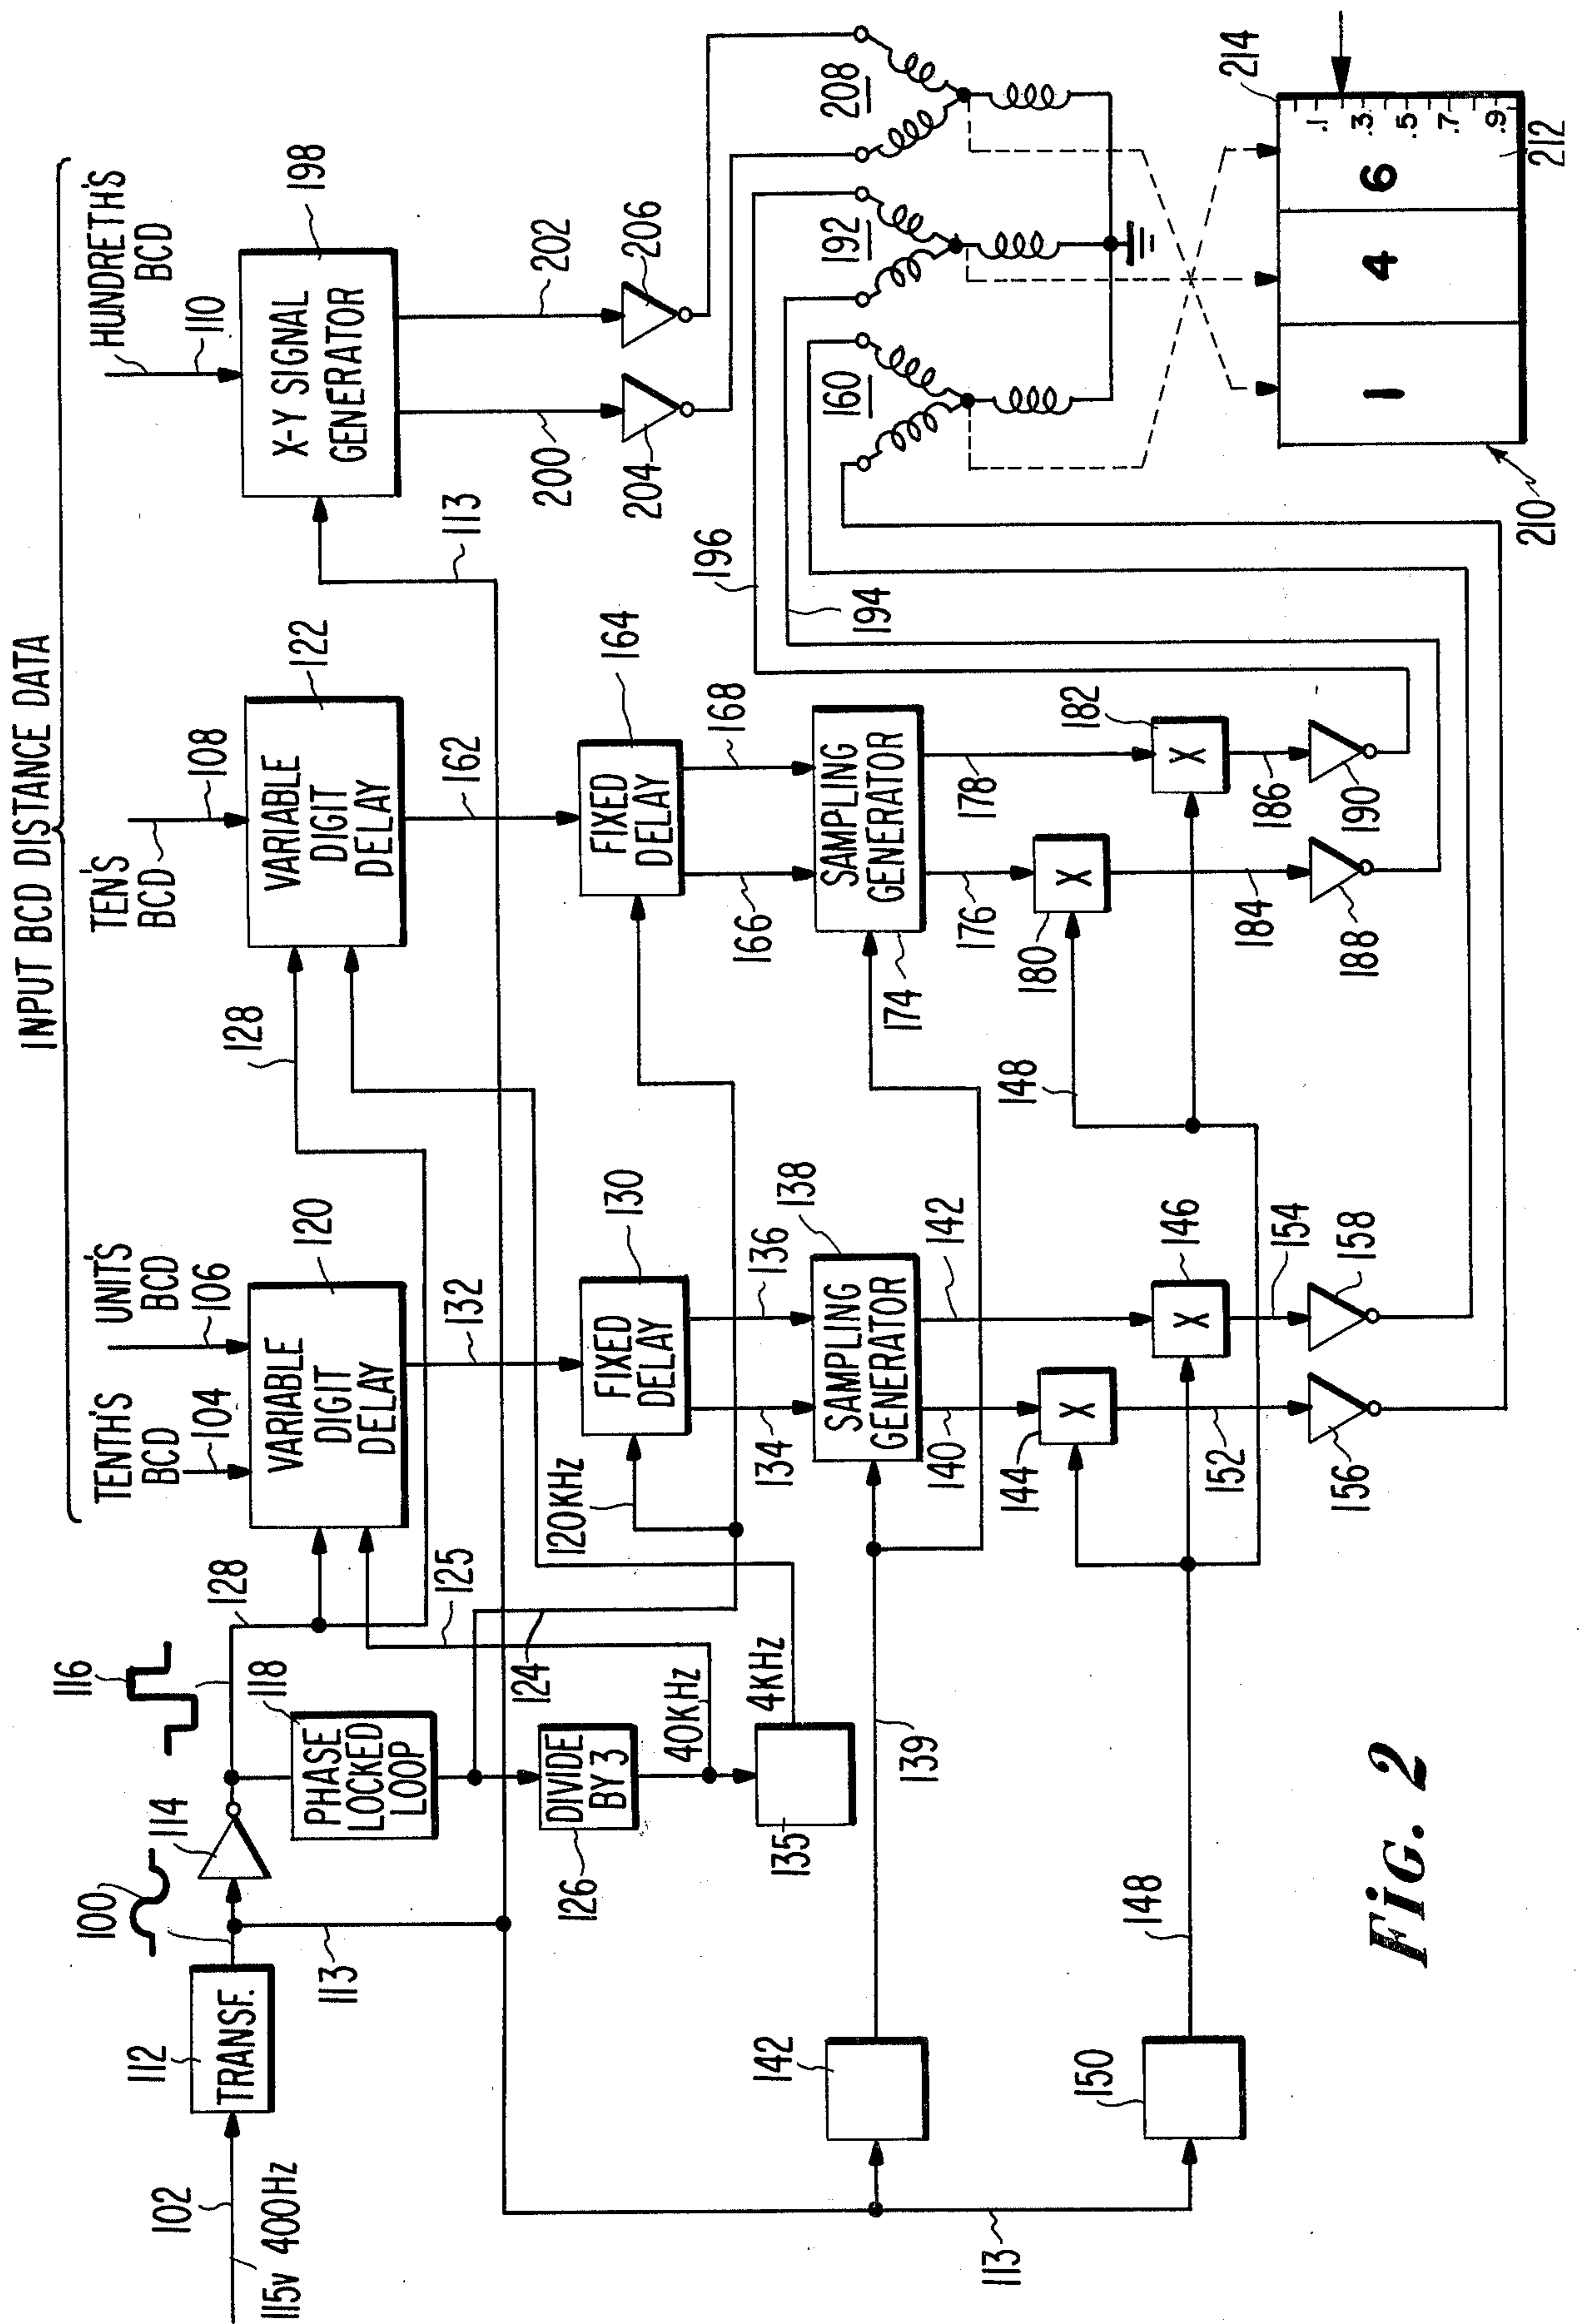 INPUT BCD DISTANCE DATA
TENTH'S
BCD
104
UNIT'S
BCD
106
TEN'S
BCD
108
HUNDRETH'S
BCD
110
115V 400Hz
102
112
TRANSF.
100
113
114
116
118
PHASE
LOCKED
LOOP
128
VARIABLE
DIGIT
DELAY
120
128
VARIABLE
DIGIT
DELAY
122
X-Y SIGNAL
GENERATOR
198
113
125
124
132
162
200
202
204
206
126
DIVIDE
BY 3
40KHz
135
4KHz
120KHz
FIXED
DELAY
130
FIXED
DELAY
164
134
136
166
168
142
139
SAMPLING
GENERATOR
138
SAMPLING
GENERATOR
174
140
142
176
178
196
194
160
192
208
113
150
148
144
X
X
146
148
180
X
X
182
152
154
184
186
156
158
188
190
210
1
4
6
.1
.3
.5
.7
.9
212
214
FIG. 2